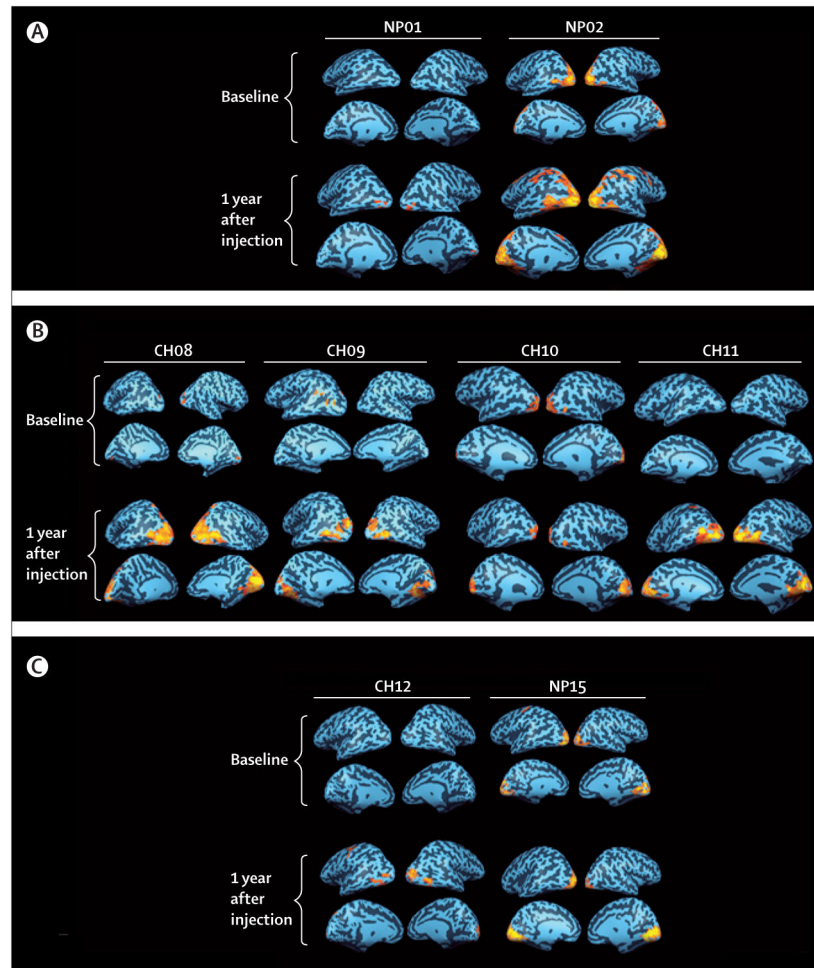 A
NP01 NP02
Baseline
1 year
after
injection
B
CH08 CH09 CH10 CH11
Baseline
1 year
after
injection
C
CH12 NP15
Baseline
1 year
after
injection